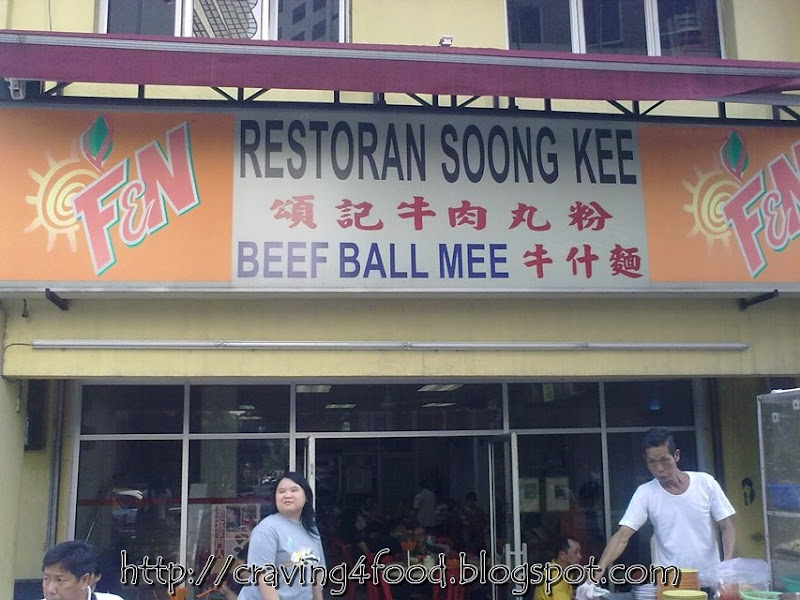 F&N
RESTORAN SOONG KEE
頌記牛肉丸粉
BEEF BALL MEE 牛什麵
F&N
http://craving4food.blogspot.com